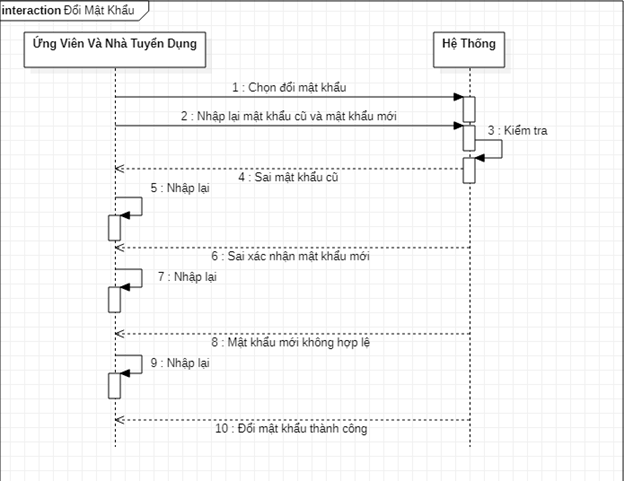 interaction Đổi Mật Khẩu
Ứng Viên Và Nhà Tuyển Dụng
Hệ Thống
1 : Chọn đổi mật khẩu
2 : Nhập lại mật khẩu cũ và mật khẩu mới
3 : Kiểm tra
4 : Sai mật khẩu cũ
5 : Nhập lại
6 : Sai xác nhận mật khẩu mới
7 : Nhập lại
8 : Mật khẩu mới không hợp lệ
9 : Nhập lại
10 : Đổi mật khẩu thành công